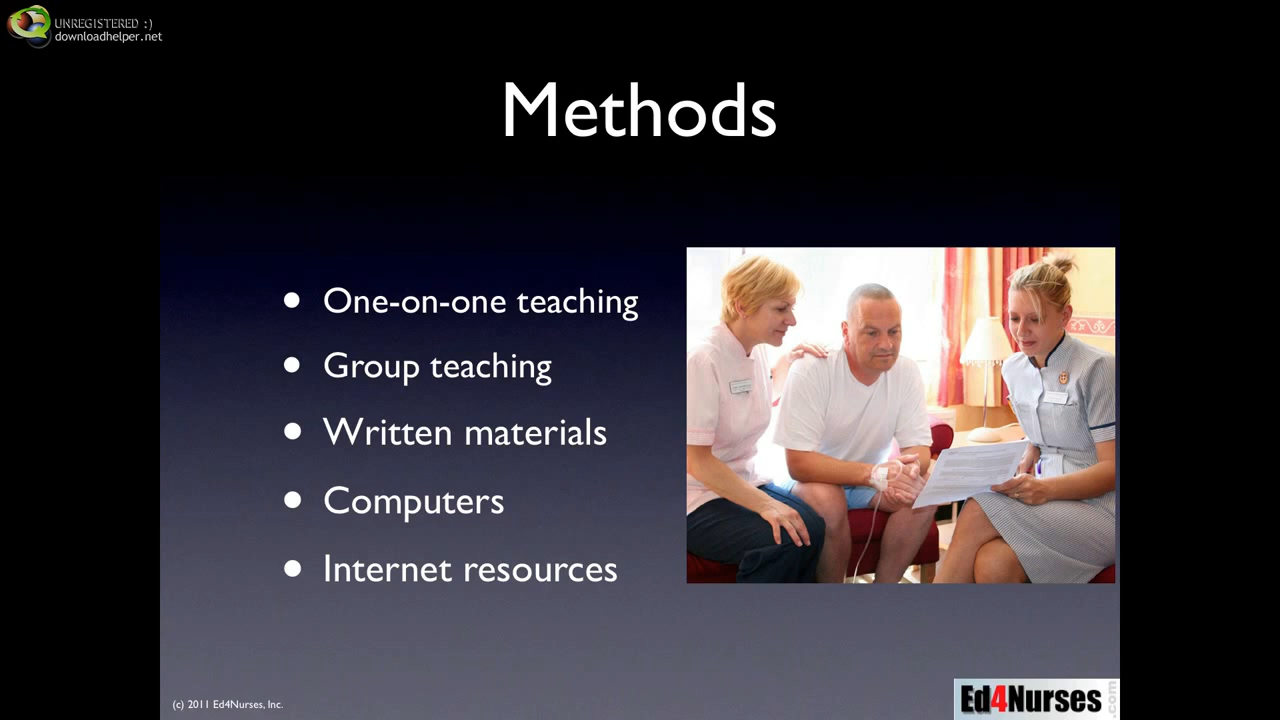 UNREGISTERED :)
downloadhelper.net
Methods
• One-on-one teaching
• Group teaching
• Written materials
• Computers
• Internet resources
(c) 2011 Ed4Nurses, Inc.
Ed4Nurses
.com